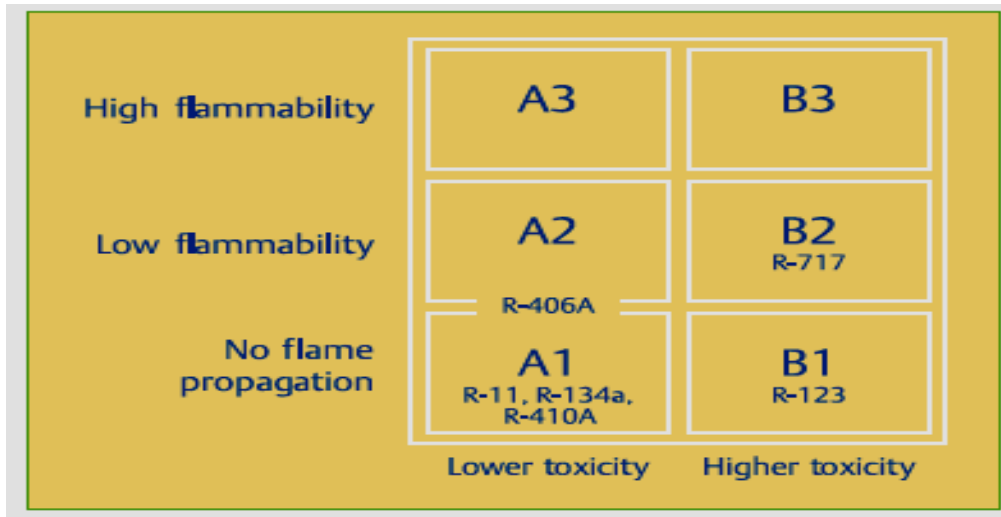 High flammability
A3
B3
Low flammability
A2
B2
R-717
R-406A
No flame
propagation
A1
R-11, R-134a,
R-410A
B1
R-123
Lower toxicity
Higher toxicity